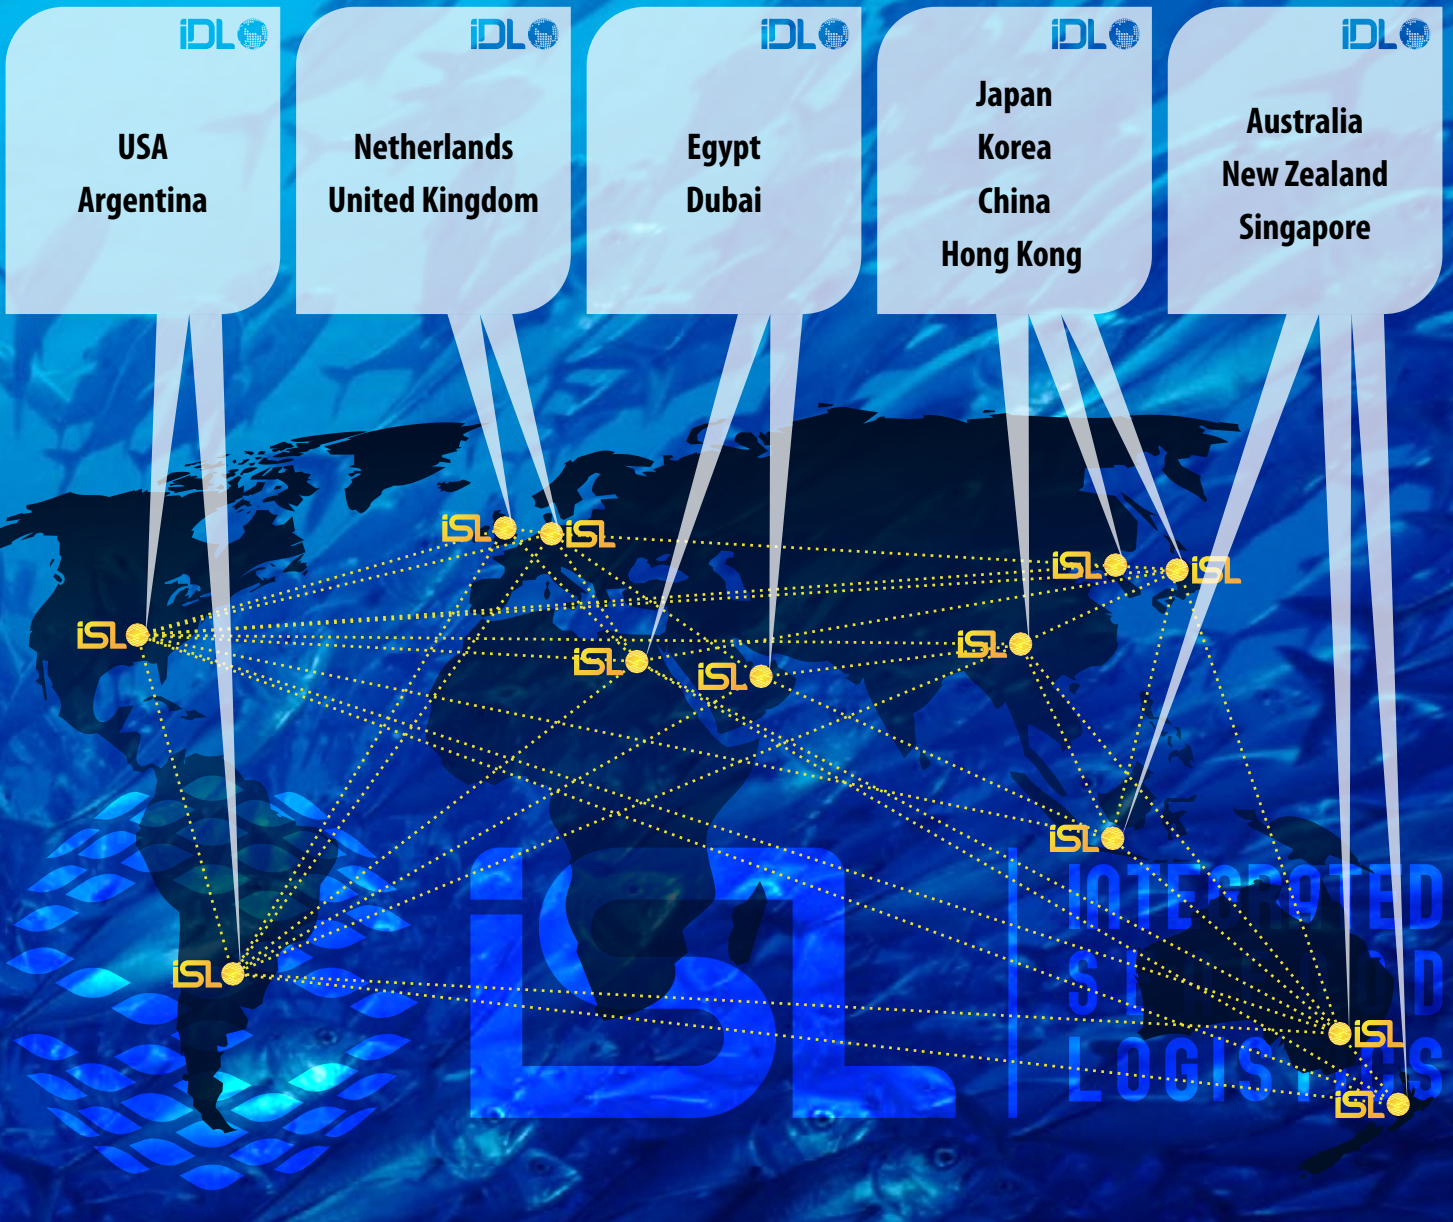 iDL
USA
Argentina
iDL
Netherlands
United Kingdom
iDL
Egypt
Dubai
iDL
Japan
Korea
China
Hong Kong
iDL
Australia
New Zealand
Singapore
iSL
iSL
iSL
iSL
iSL
iSL
iSL
iSL
iSL
iSL
iSL
iSL
iSL
INTEGRATED
LOGISTICS